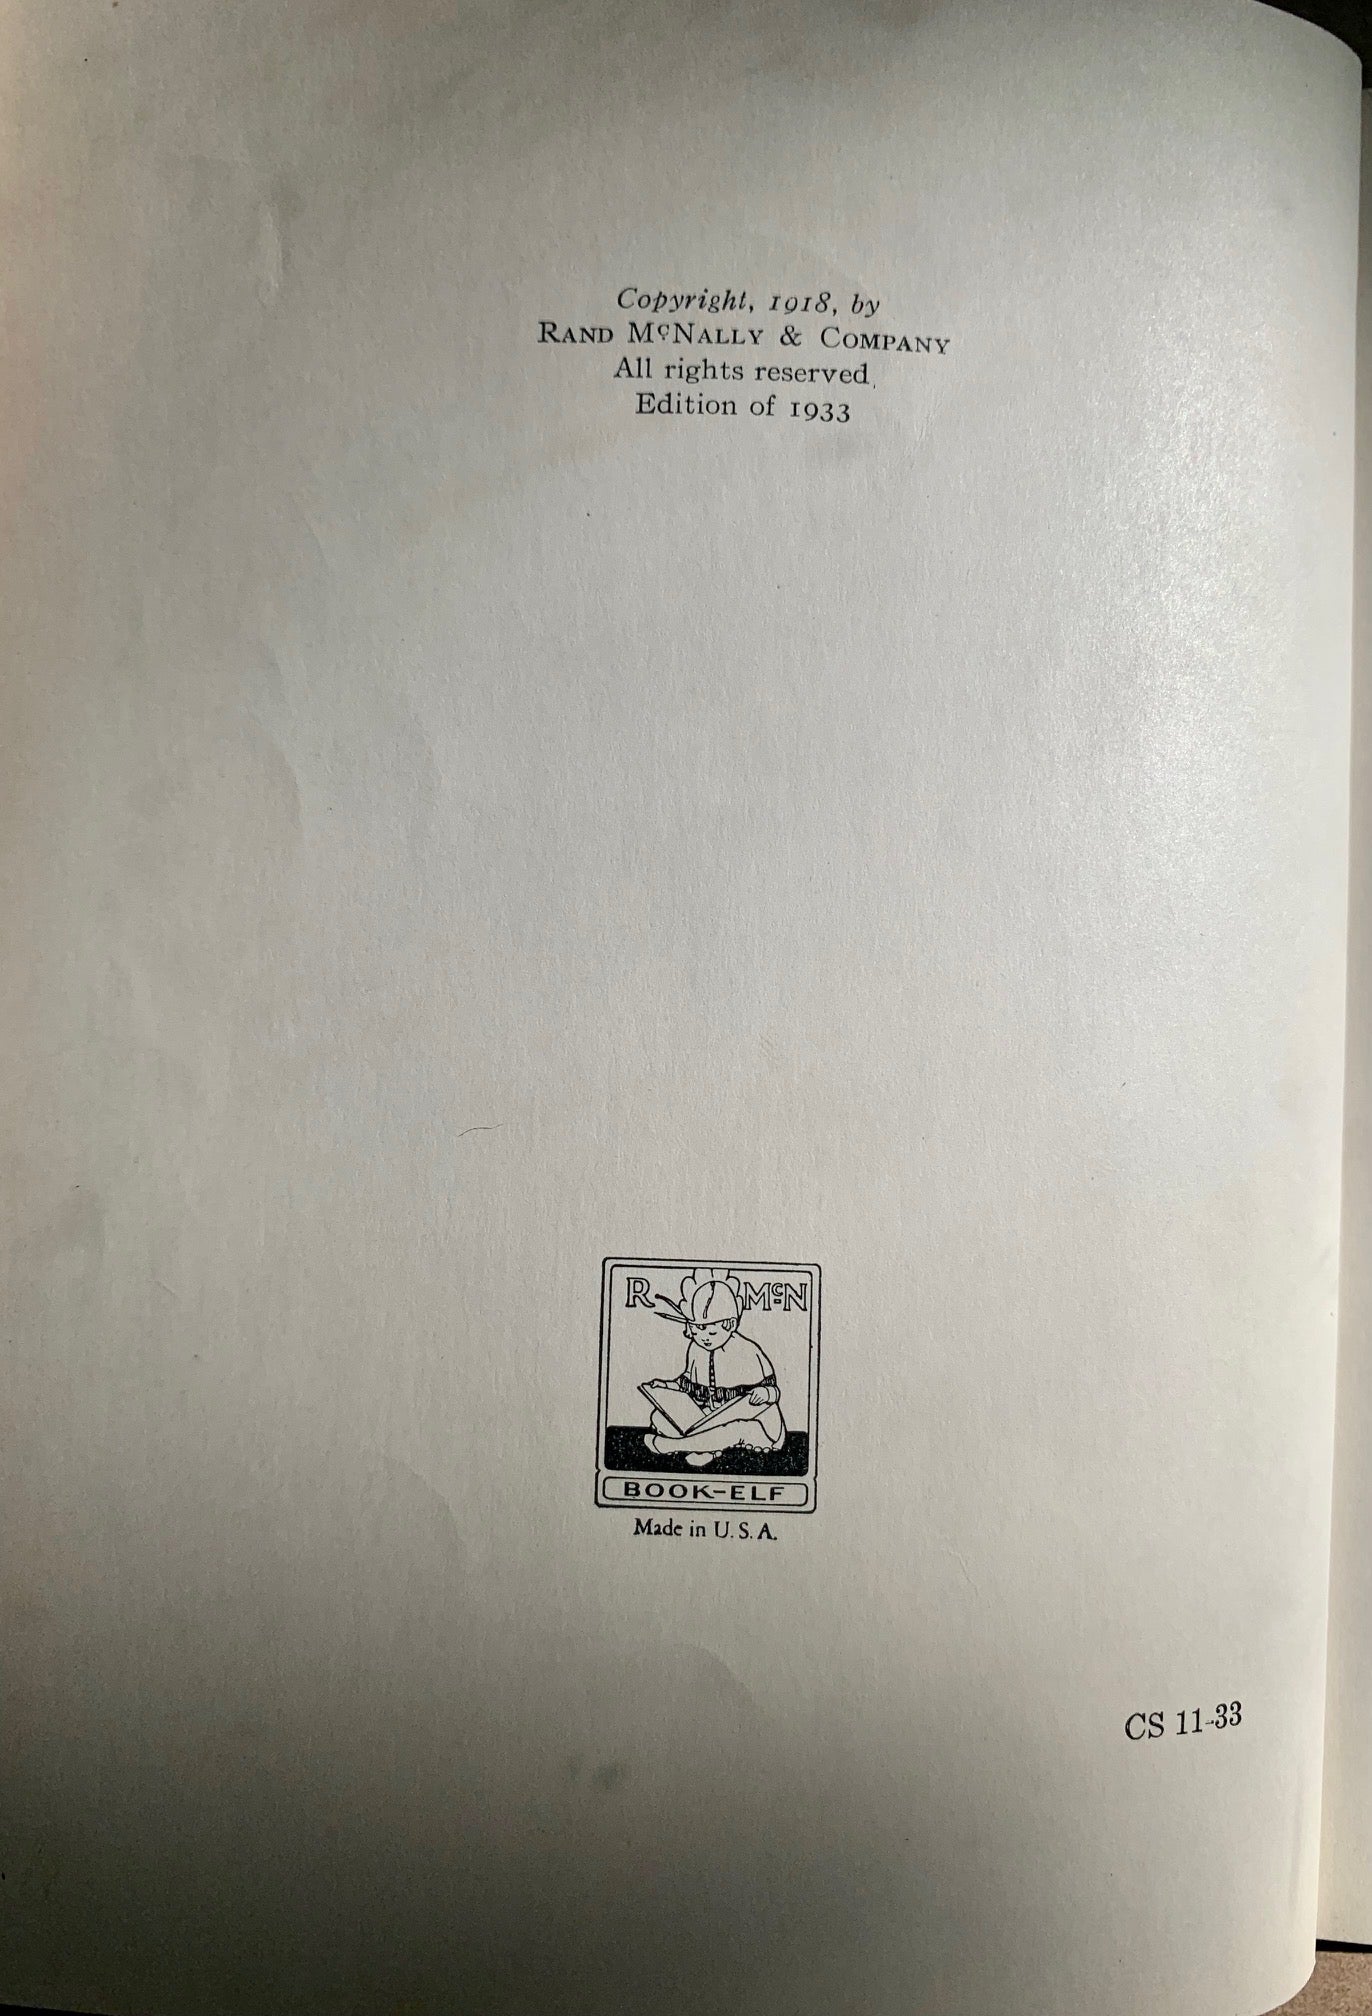 Copyright, 1918, by
RAND McNALLY & COMPANY
All rights reserved
Edition of 1933
R McN
BOOK-ELF
Made in U. S. A.
CS 11-33